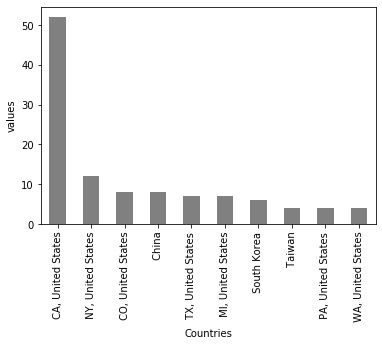 values
50
40
30
20
10
0
CA, United States
NY, United States
CO, United States
China
TX, United States
MI, United States
South Korea
Taiwan
PA, United States
WA, United States
Countries